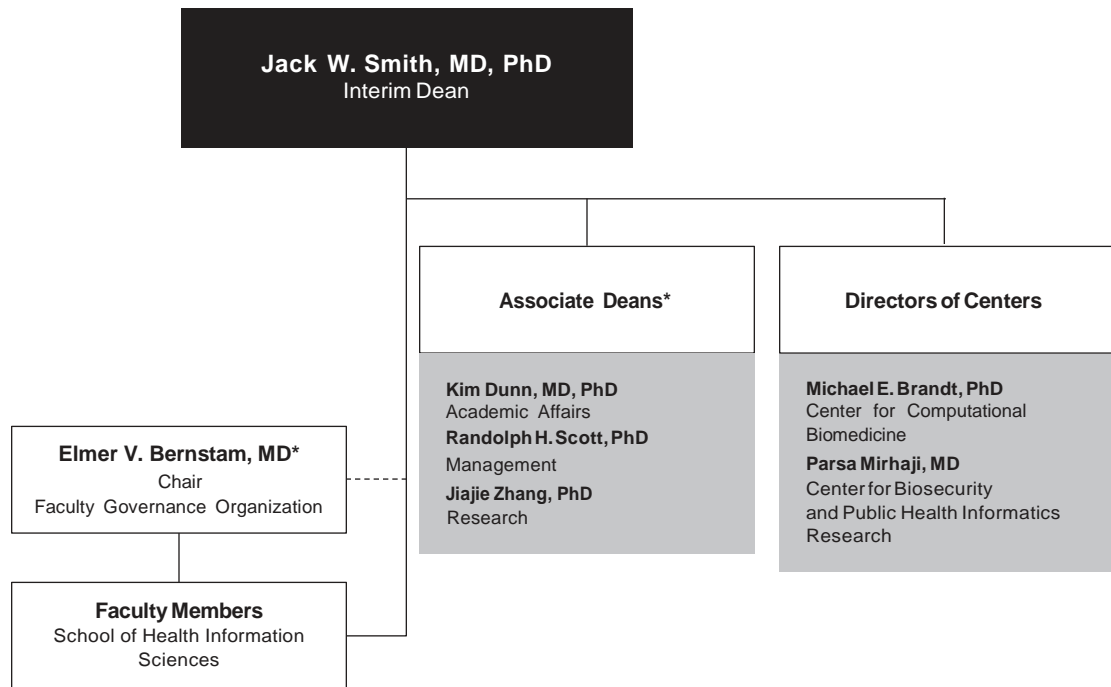 Jack W. Smith, MD, PhD
Interim Dean
Associate Deans*
Directors of Centers
Kim Dunn, MD, PhD
Academic Affairs
Randolph H. Scott, PhD
Management
Jiajie Zhang, PhD
Research
Michael E. Brandt, PhD
Center for Computational
Biomedicine
Parsa Mirhaji, MD
Center for Biosecurity
and Public Health Informatics
Research
Elmer V. Bernstam, MD*
Chair
Faculty Governance Organization
Faculty Members
School of Health Information
Sciences